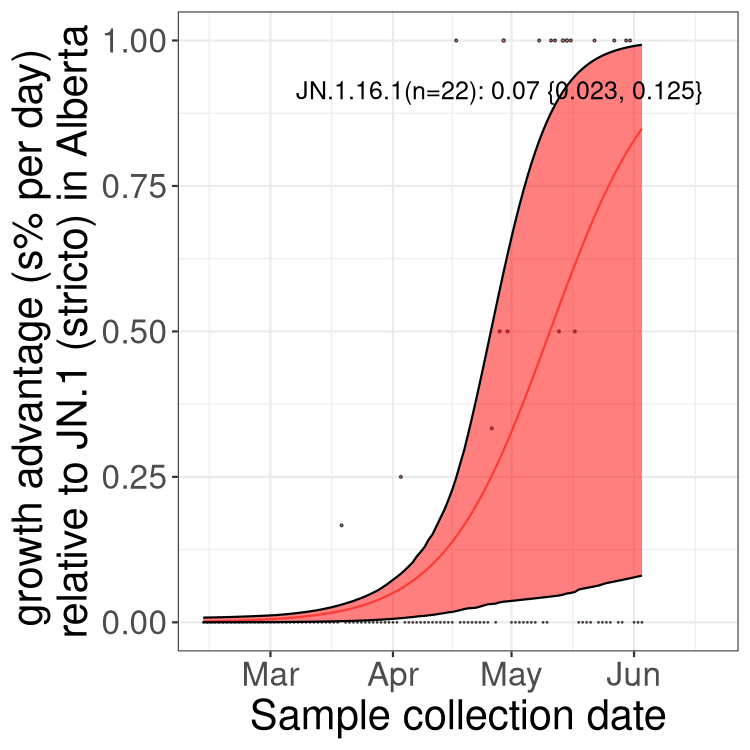 growth advantage (s% per day)
relative to JN.1 (stricto) in Alberta
1.00
0.75
0.50
0.25
0.00
JN.1.16.1(n=22): 0.07 {0.023, 0.125}
Mar Apr May Jun
Sample collection date